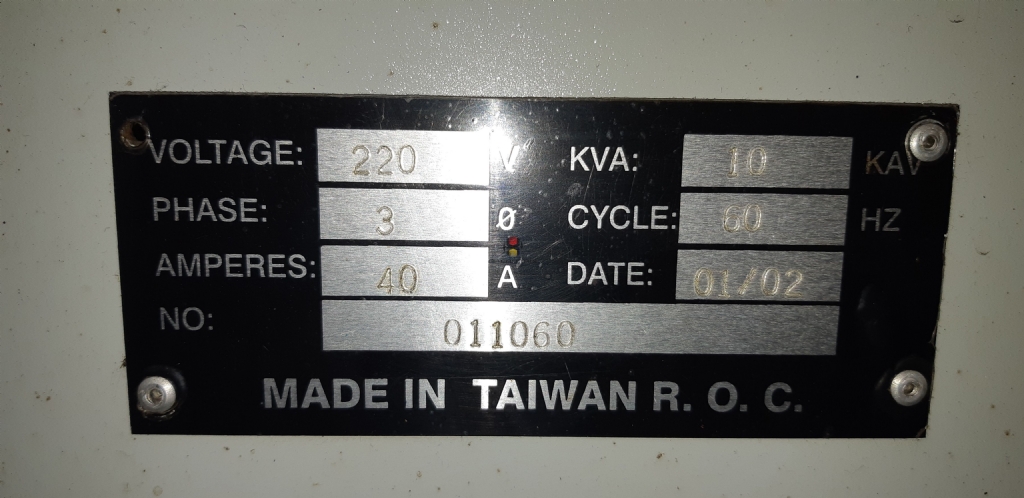 VOLTAGE: 220 V KVA: 10 KAV
PHASE: 3 Ø CYCLE: 60 HZ
AMPERES: 40 A DATE: 01/02
NO: 011060
MADE IN TAIWAN R. O. C.